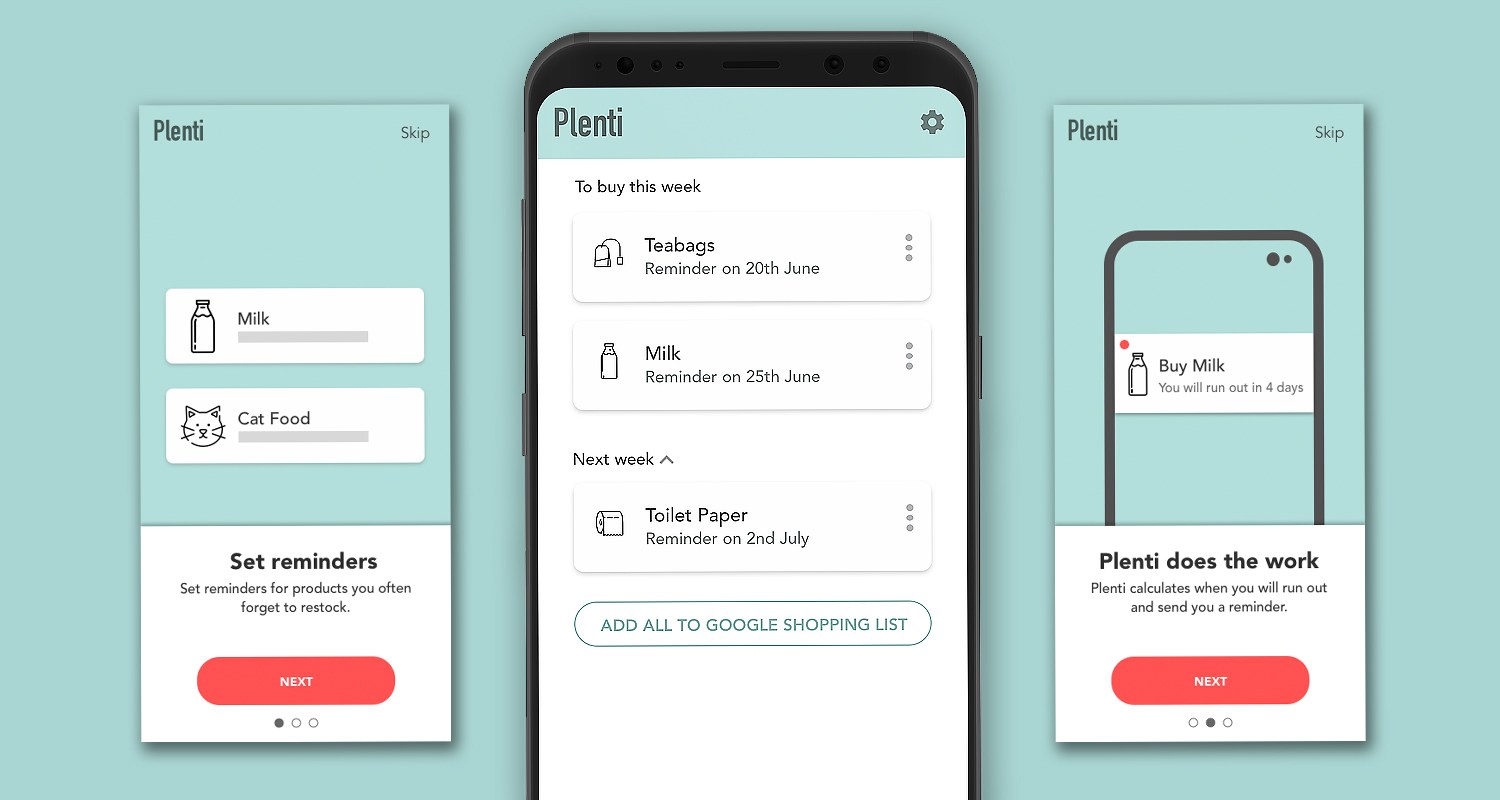 Plenti
Skip
Milk
Cat Food
Set reminders
Set reminders for products you often
forget to restock.
NEXT
Plenti
To buy this week
Teabags
Reminder on 20th June
Milk
Reminder on 25th June
Next week
Toilet Paper
Reminder on 2nd July
ADD ALL TO GOOGLE SHOPPING LIST
Plenti
Skip
Buy Milk
You will run out in 4 days
Plenti does the work
Plenti calculates when you will run out
and send you a reminder.
NEXT